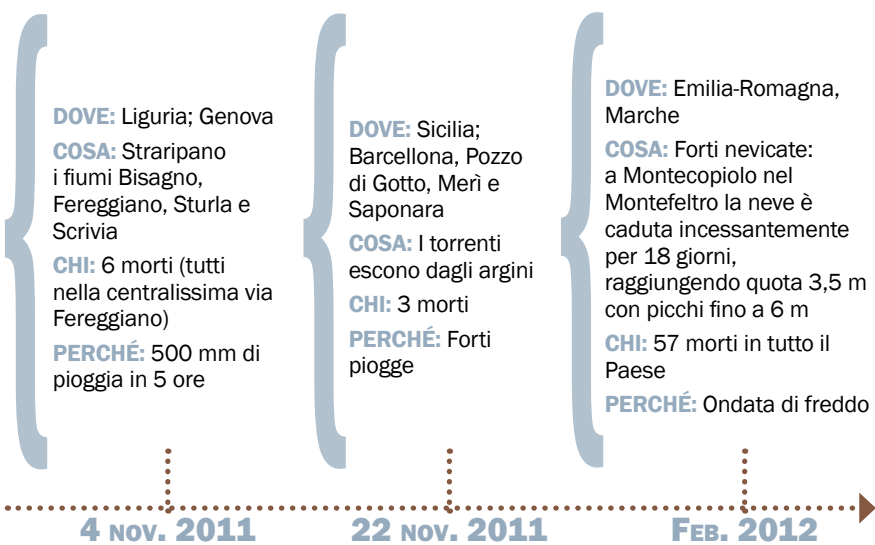 DOVE: Liguria; Genova
COSA: Straripano
i fiumi Bisagno,
Fereggiano, Sturla e
Scrivia
CHI: 6 morti (tutti
nella centralissima via
Fereggiano)
PERCHÉ: 500 mm di
pioggia in 5 ore
4 NOV. 2011
DOVE: Sicilia;
Barcellona, Pozzo
di Gotto, Merì e
Saponara
COSA: I torrenti
escono dagli argini
CHI: 3 morti
PERCHÉ: Forti
piogge
22 NOV. 2011
DOVE: Emilia-Romagna,
Marche
COSA: Forti nevicate:
a Montecopiolo nel
Montefeltro la neve è
caduta incessantemente
per 18 giorni,
raggiungendo quota 3,5 m
con picchi fino a 6 m
CHI: 57 morti in tutto il
Paese
PERCHÉ: Ondata di freddo
FEB. 2012